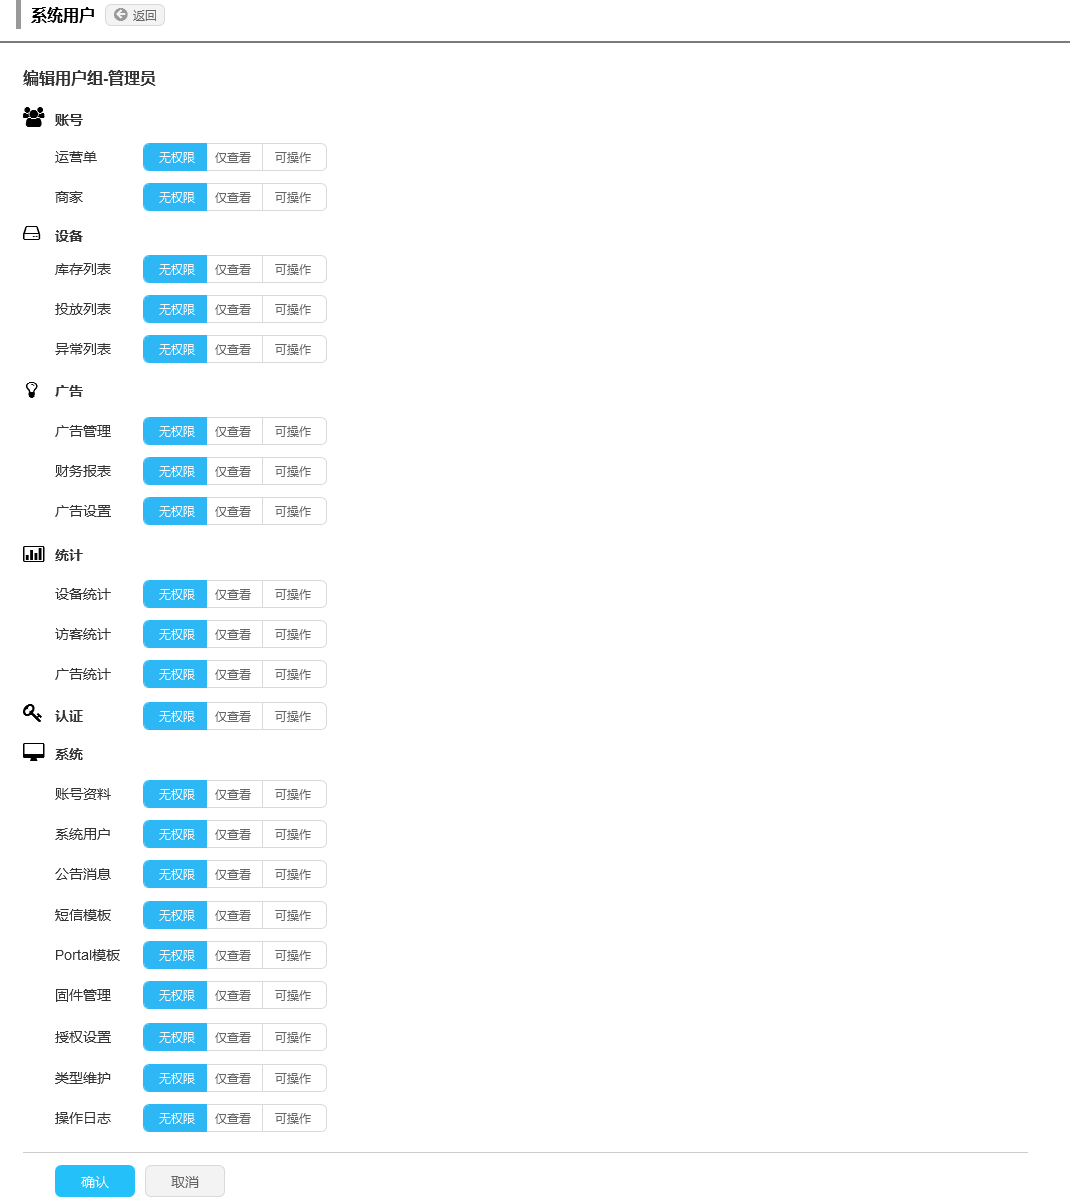 系统用户 返回
编辑用户组-管理员
账号
运营单 无权限 仅查看 可操作
商家 无权限 仅查看 可操作
设备
库存列表 无权限 仅查看 可操作
投放列表 无权限 仅查看 可操作
异常列表 无权限 仅查看 可操作
广告
广告管理 无权限 仅查看 可操作
财务报表 无权限 仅查看 可操作
广告设置 无权限 仅查看 可操作
统计
设备统计 无权限 仅查看 可操作
访客统计 无权限 仅查看 可操作
广告统计 无权限 仅查看 可操作
认证 无权限 仅查看 可操作
系统
账号资料 无权限 仅查看 可操作
系统用户 无权限 仅查看 可操作
公告消息 无权限 仅查看 可操作
短信模板 无权限 仅查看 可操作
Portal模板 无权限 仅查看 可操作
固件管理 无权限 仅查看 可操作
授权设置 无权限 仅查看 可操作
类型维护 无权限 仅查看 可操作
操作日志 无权限 仅查看 可操作
确认 取消